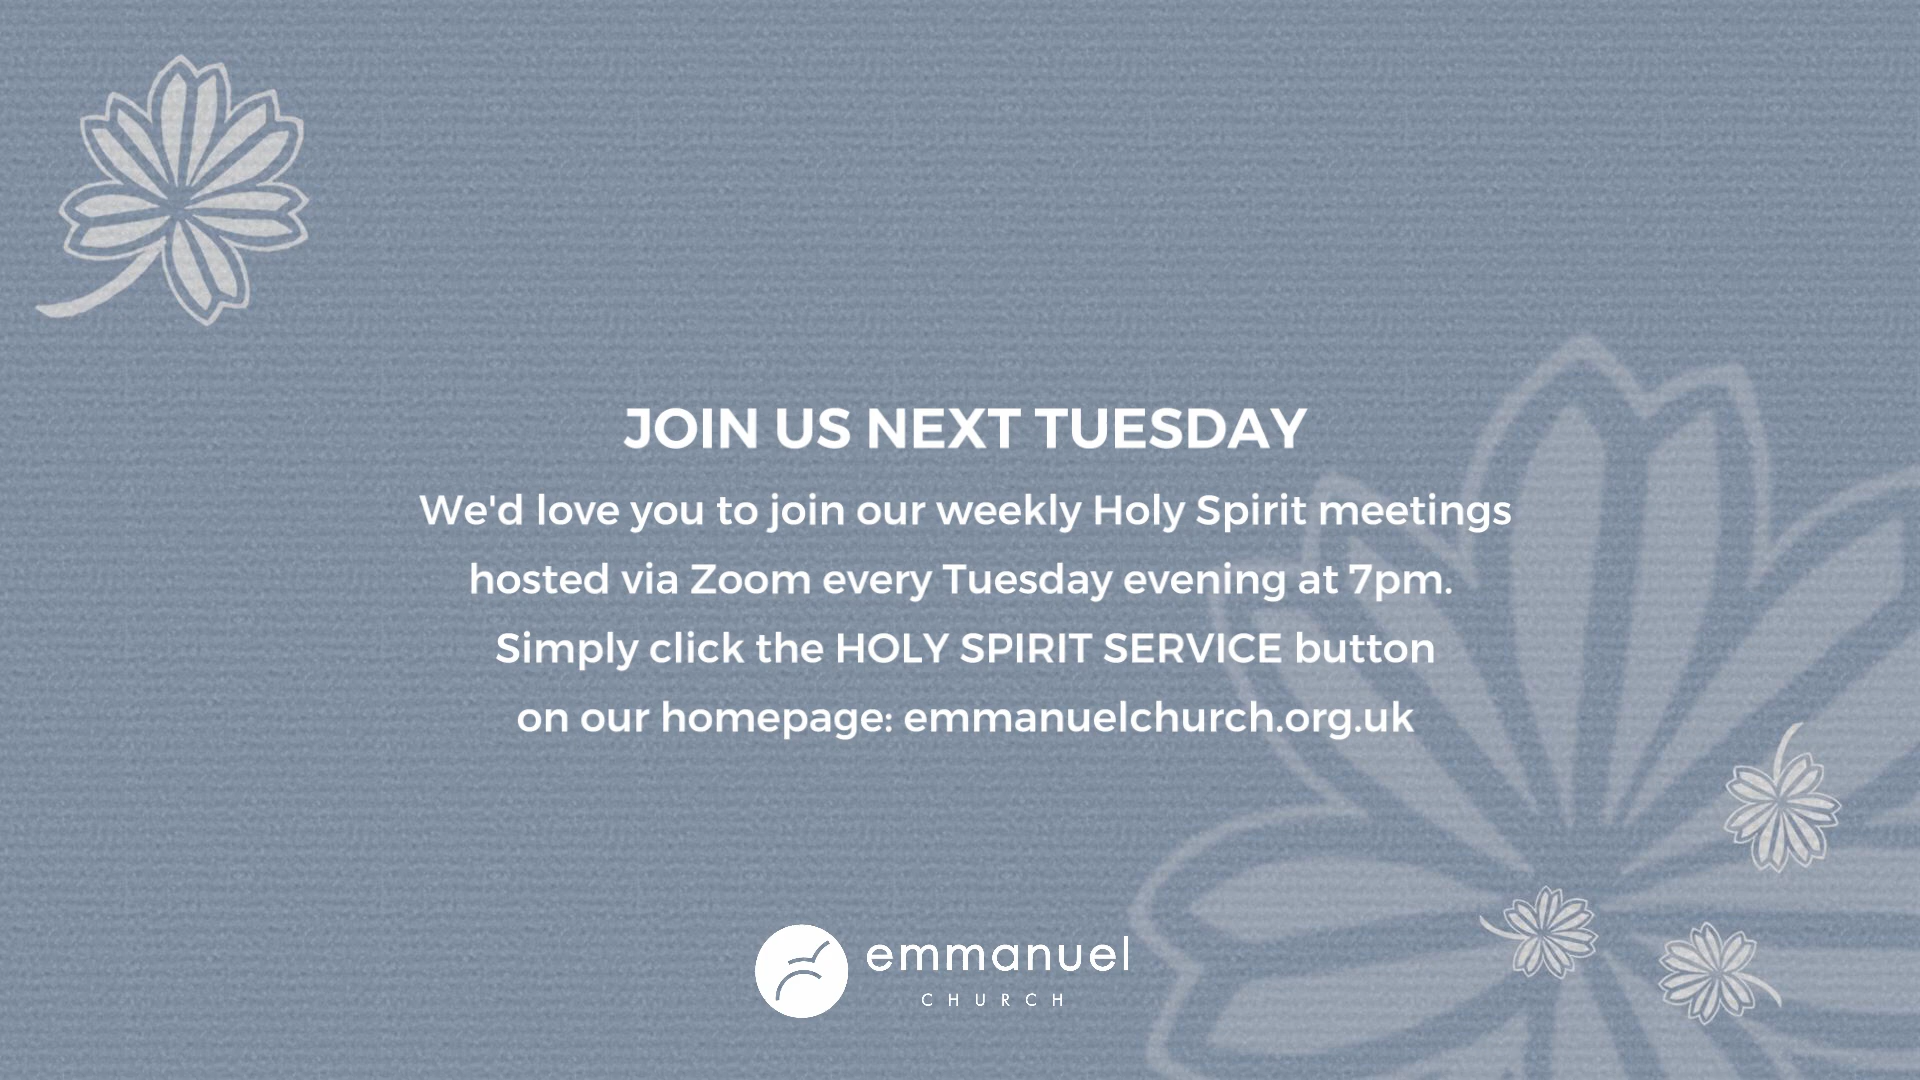 JOIN US NEXT TUESDAY
We'd love you to join our weekly Holy Spirit meetings
hosted via Zoom every Tuesday evening at 7pm.
Simply click the HOLY SPIRIT SERVICE button
on our homepage: emmanuelchurch.org.uk
emmanuel
CHURCH